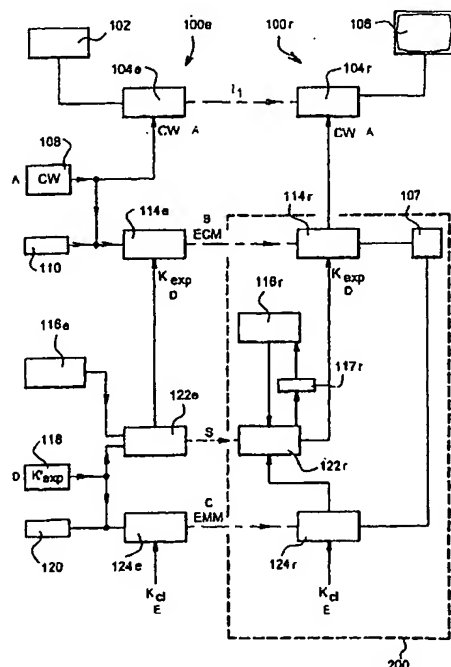 102
100e
100r
106
104e
I1
104r
CW A
CW A
108
A
CW
110
114e
B
ECM
114r
107
Kexp
D
Kexp
D
116e
116r
117r
122e
S
122r
118
D
K'exp
C
EMM
120
124e
124r
Kcl
E
Kcl
E
200